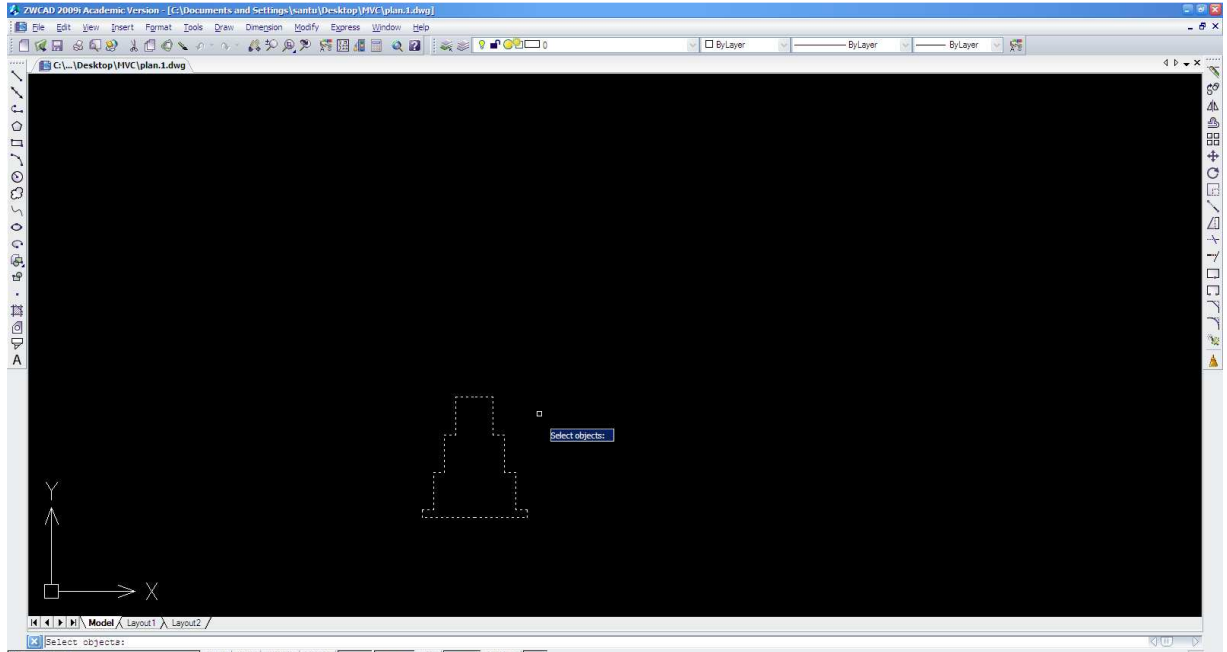 ZWCAD 2009i Academic Version - [C:\Documents and Settings\santu\Desktop\MVC\plan.1.dwg]
File Edit View Insert Format Tools Draw Dimension Modify Express Window Help
0 ByLayer ByLayer ByLayer
C:\...\Desktop\MVC\plan.1.dwg
A
Select objects:
Y
X
Model Layout1 Layout2
Select objects: